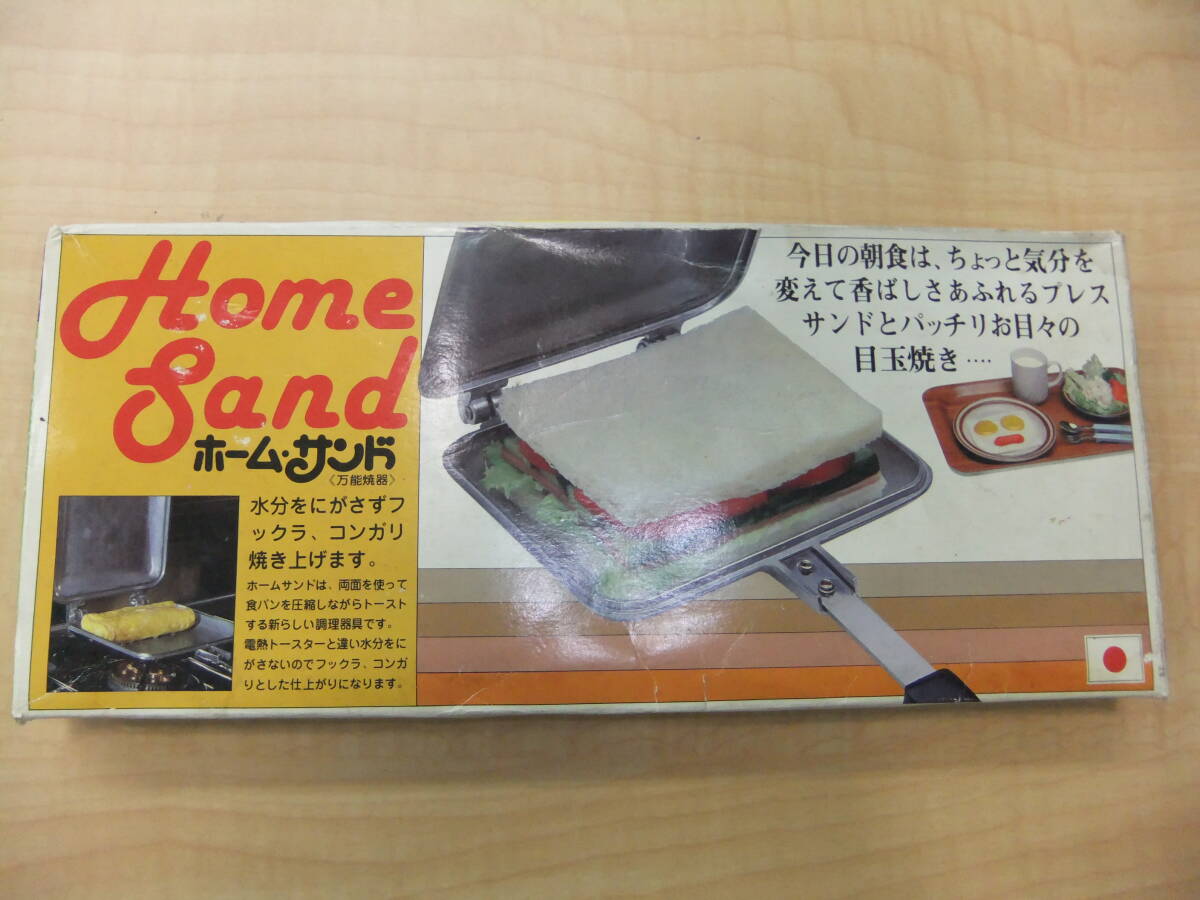 Home
Sand
ホーム・サンド
《万能焼器》
水分をにがさずフ
ックラ、コンガリ
焼き上げます。
ホームサンドは、両面を使って
食パンを圧縮しながらトースト
する新らしい調理器具です。
電熱トースターと違い水分をに
がさないのでフックラ、コンガ
リとした仕上がりになります。
今日の朝食は、ちょっと気分を
変えて香ばしさあふれるプレス
サンドとパッチリお目々の
目玉焼き‥‥